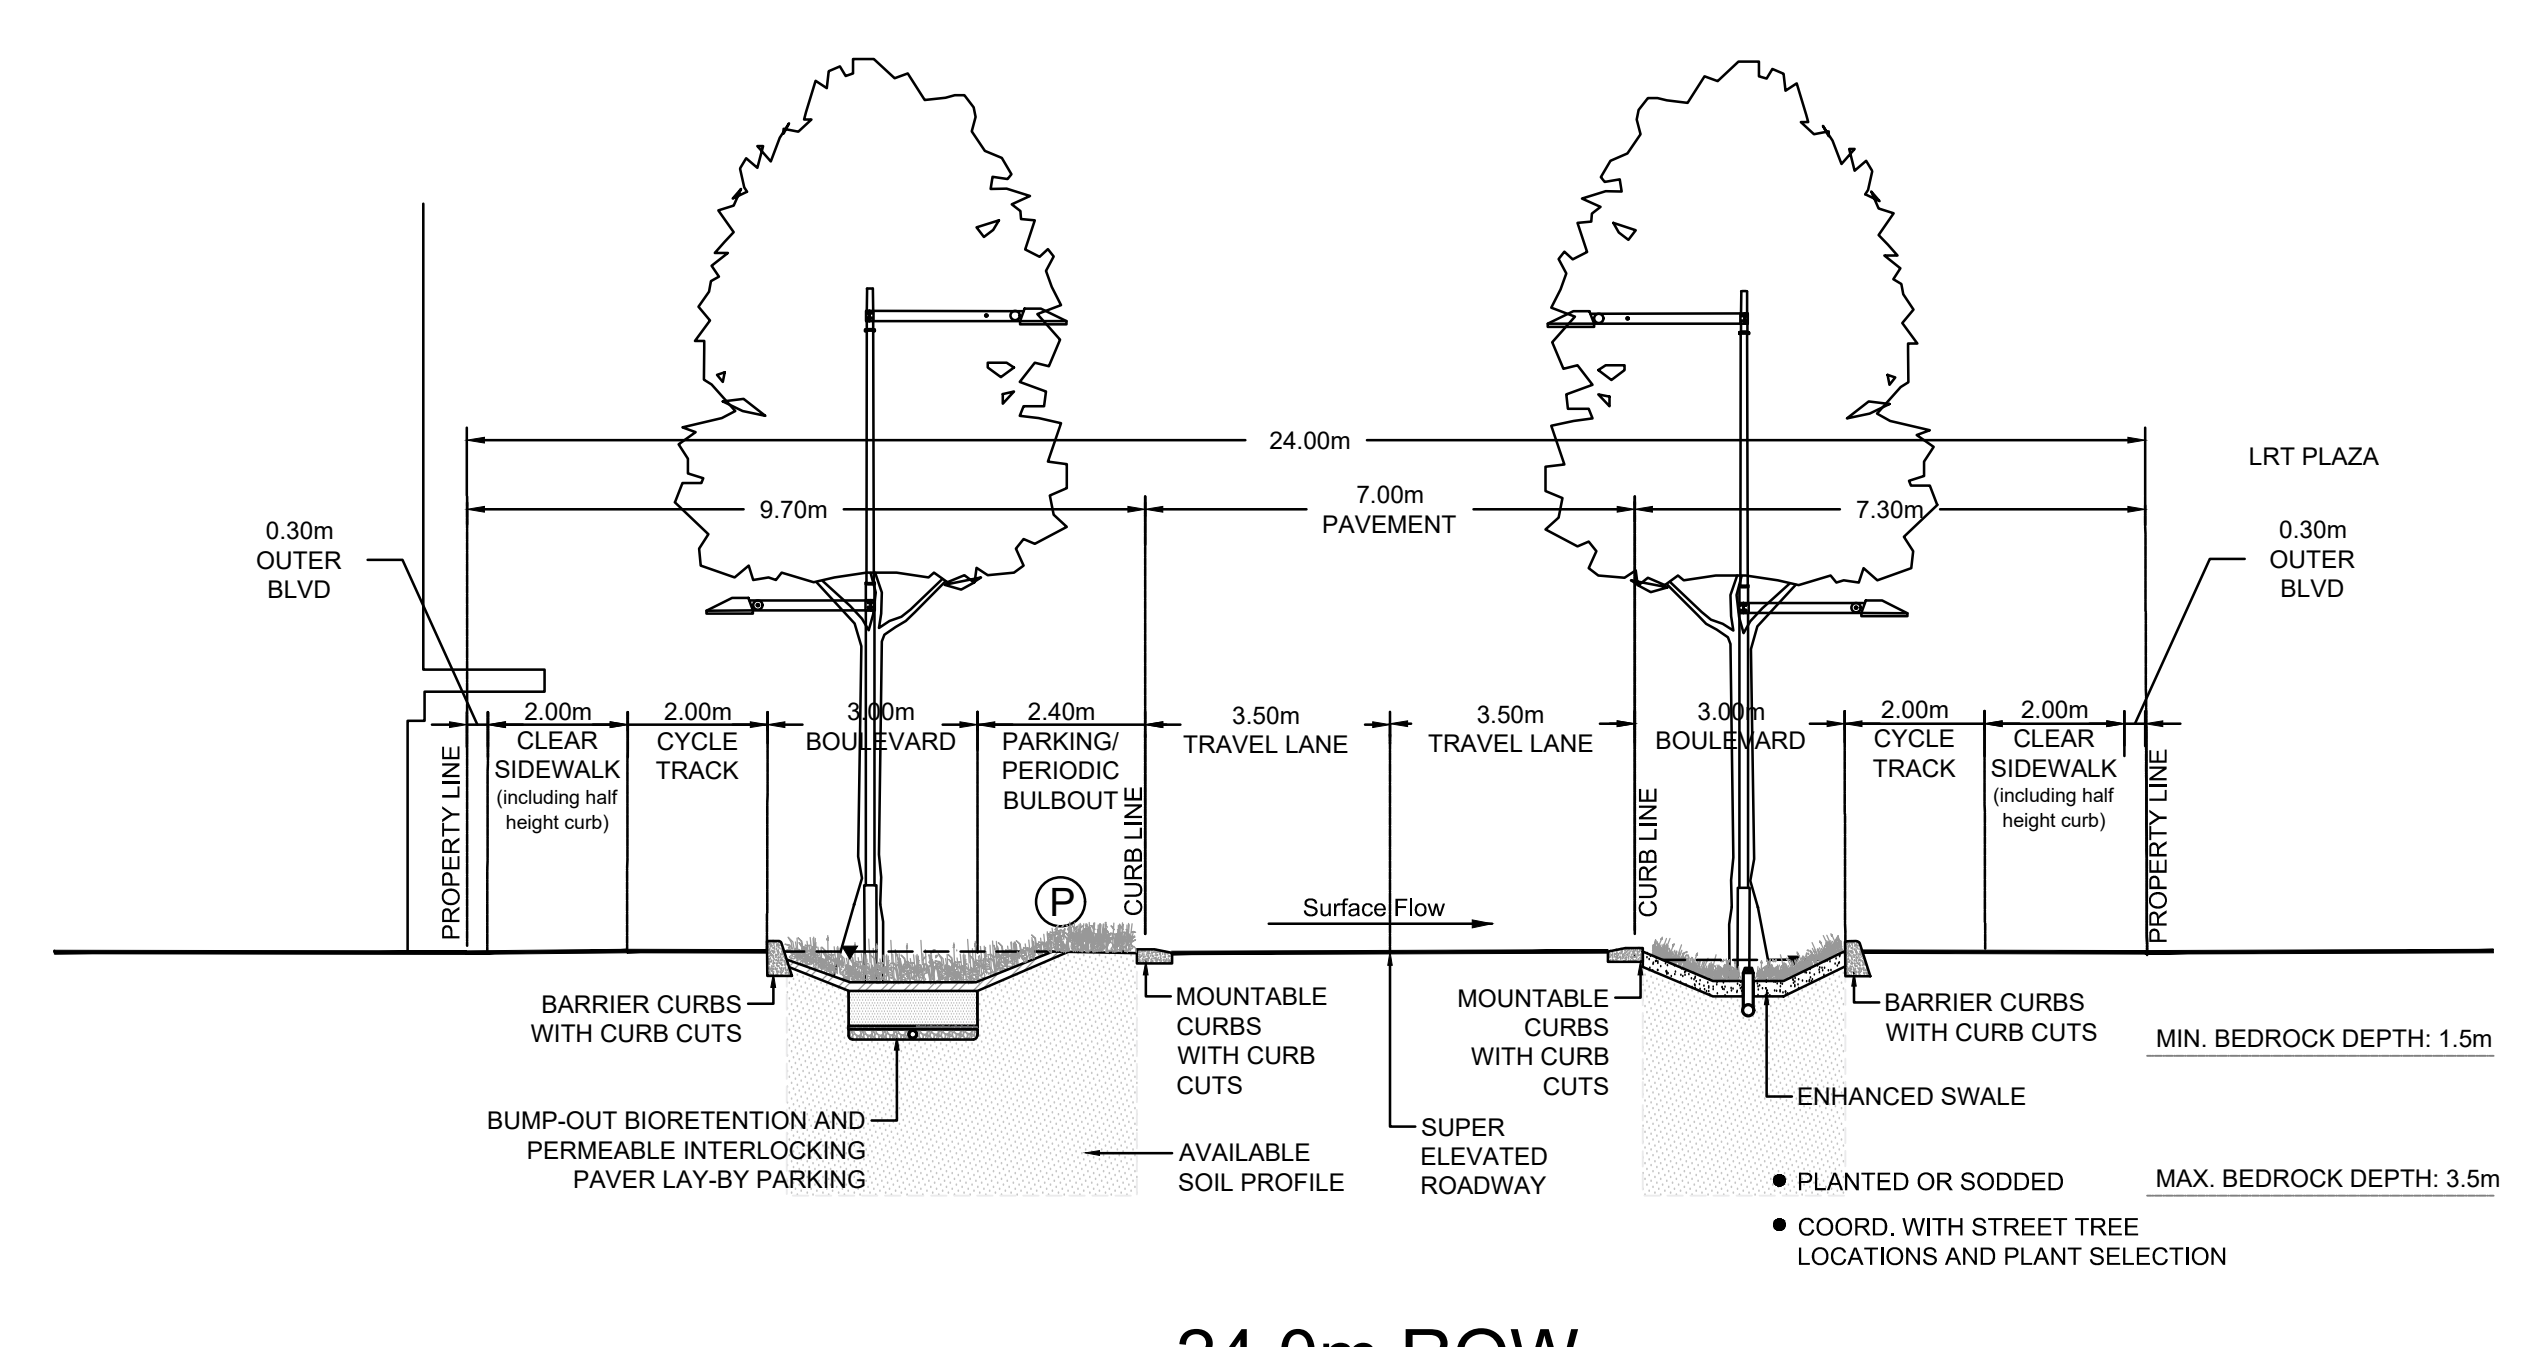 24.00m
LRT PLAZA
9.70m
7.00m
PAVEMENT
7.30m
0.30m
OUTER
BLVD
0.30m
OUTER
BLVD
2.00m
CLEAR
SIDEWALK
(including half
height curb)
2.00m
CYCLE
TRACK
3.00m
BOULEVARD
2.40m
PARKING/
PERIODIC
BULBOUT
3.50m
TRAVEL LANE
3.50m
TRAVEL LANE
3.00m
BOULEVARD
2.00m
CYCLE
TRACK
2.00m
CLEAR
SIDEWALK
(including half
height curb)
PROPERTY LINE
CURB LINE
CURB LINE
PROPERTY LINE
P
Surface Flow
BARRIER CURBS
WITH CURB CUTS
MOUNTABLE
CURBS
WITH CURB
CUTS
MOUNTABLE
CURBS
WITH CURB
CUTS
BARRIER CURBS
WITH CURB CUTS
MIN. BEDROCK DEPTH: 1.5m
BUMP-OUT BIORETENTION AND
PERMEABLE INTERLOCKING
PAVER LAY-BY PARKING
AVAILABLE
SOIL PROFILE
SUPER
ELEVATED
ROADWAY
ENHANCED SWALE
● PLANTED OR SODDED
● COORD. WITH STREET TREE
LOCATIONS AND PLANT SELECTION
MAX. BEDROCK DEPTH: 3.5m
24.0m ROW